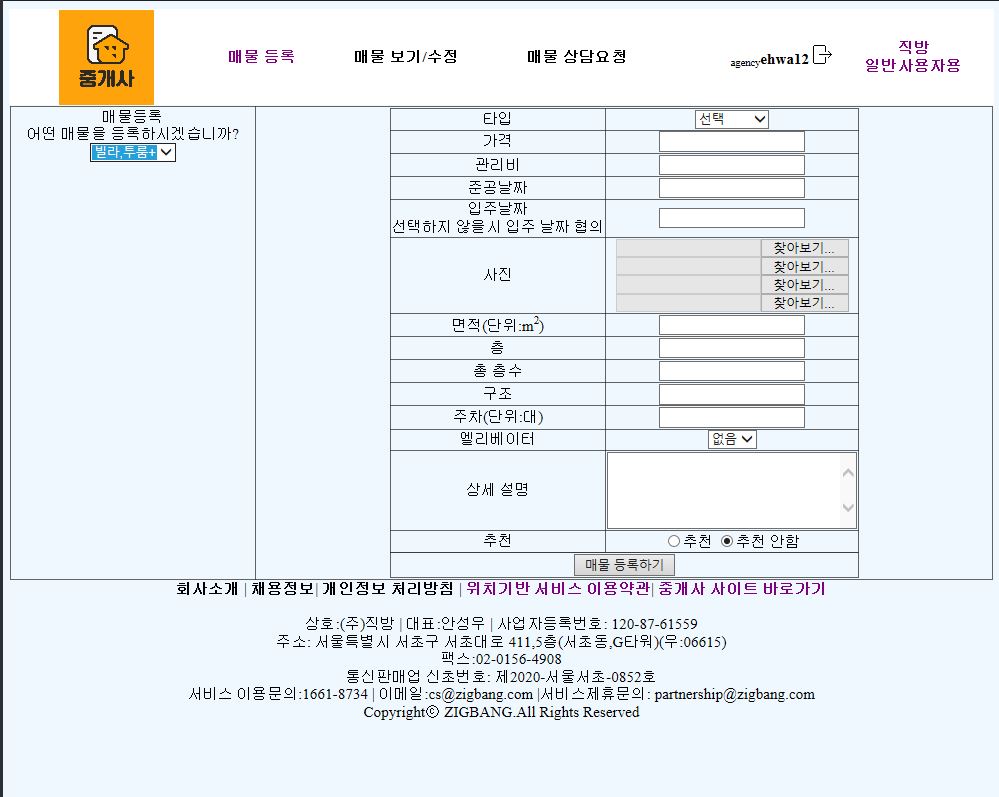 중개사
매물 등록
매물 보기/수정
매물 상담요청
agencyehwa12
직방
일반사용자용
매물등록
어떤 매물을 등록하시겠습니까?
빌라,투룸+
타입
선택
가격
관리비
준공날짜
입주날짜
선택하지 않을시 입주 날짜 협의
사진
찾아보기...
찾아보기...
찾아보기...
찾아보기...
면적(단위:m²)
층
총 층수
구조
주차(단위:대)
엘리베이터
없음
상세 설명
추천
추천 추천 안함
매물 등록하기
회사소개 | 채용정보| 개인정보 처리방침 | 위치기반 서비스 이용약관| 중개사 사이트 바로가기
상호:(주)직방 | 대표:안성우 | 사업자등록번호: 120-87-61559
주소: 서울특별시 서초구 서초대로 411,5층(서초동,G타워)(우:06615)
팩스:02-0156-4908
통신판매업 신초번호: 제2020-서울서초-0852호
서비스 이용문의:1661-8734 | 이메일:cs@zigbang.com |서비스제휴문의: partnership@zigbang.com
Copyrightⓒ ZIGBANG.All Rights Reserved